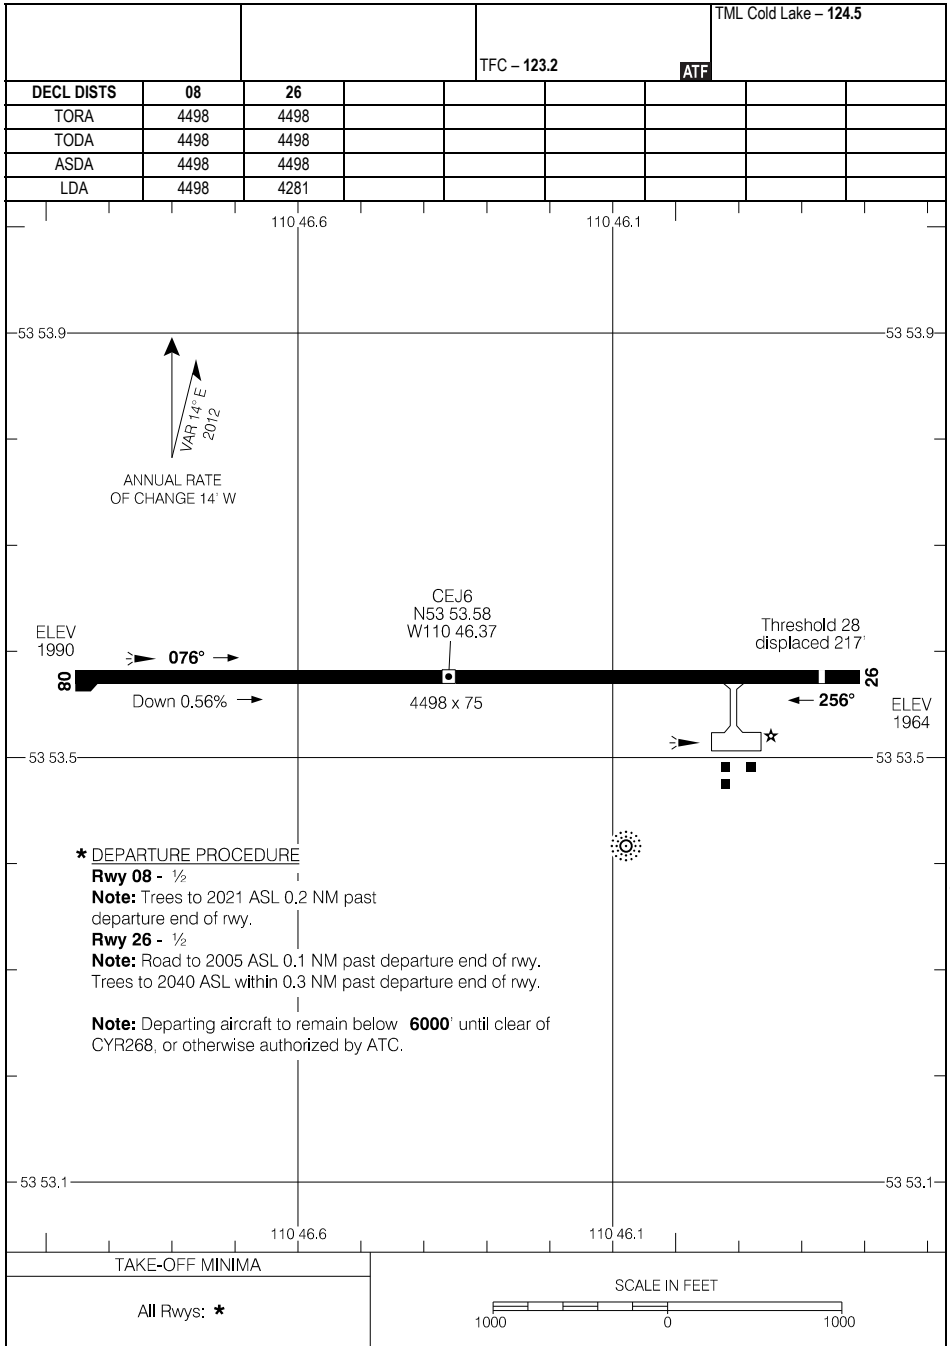 TML Cold Lake – 124.5
TFC – 123.2
ATF
DECL DISTS 08 26
TORA 4498 4498
TODA 4498 4498
ASDA 4498 4498
LDA 4498 4281
110 46.6 110 46.1
53 53.9 53 53.9
VAR 14° E
2012
ANNUAL RATE
OF CHANGE 14' W
CEJ6
N53 53.58
W110 46.37
ELEV
1990
Threshold 28
displaced 217'
076°
08
26
Down 0.56%
4498 x 75
256°
ELEV
1964
53 53.5 53 53.5
* DEPARTURE PROCEDURE
Rwy 08 - ½
Note: Trees to 2021 ASL 0.2 NM past
departure end of rwy.
Rwy 26 - ½
Note: Road to 2005 ASL 0.1 NM past departure end of rwy.
Trees to 2040 ASL within 0.3 NM past departure end of rwy.
Note: Departing aircraft to remain below 6000' until clear of
CYR268, or otherwise authorized by ATC.
53 53.1 53 53.1
110 46.6 110 46.1
TAKE-OFF MINIMA
All Rwys: *
SCALE IN FEET
1000 0 1000